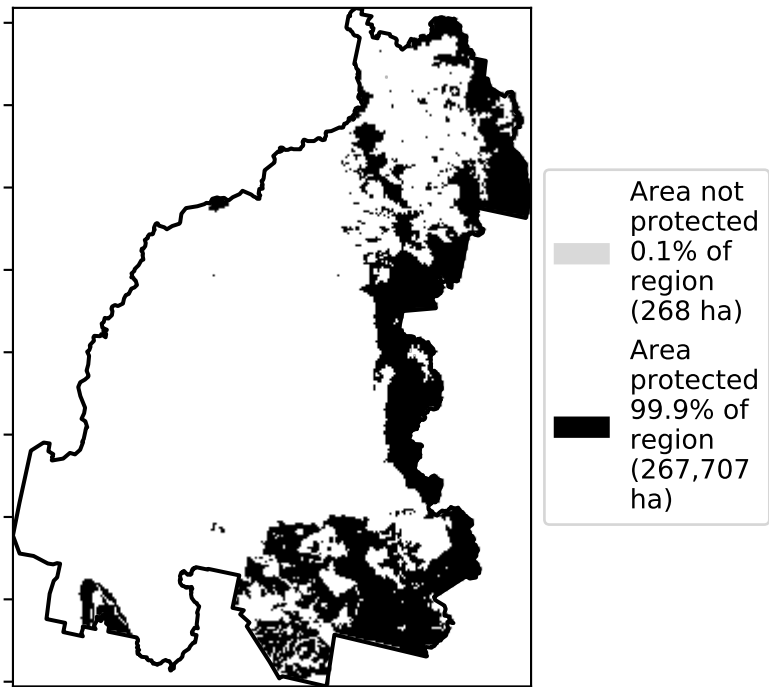 Area not
protected
0.1% of
region
(268 ha)
Area
protected
99.9% of
region
(267,707
ha)